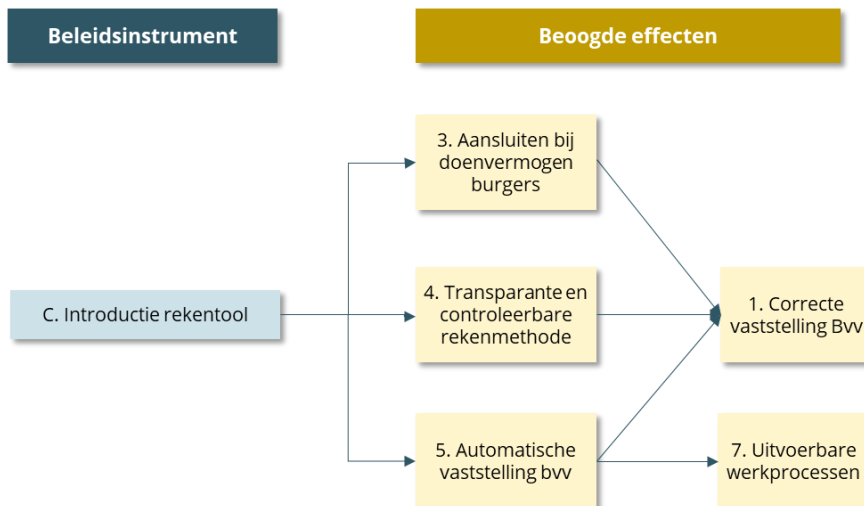 Beleidsinstrument
Beoogde effecten
3. Aansluiten bij
doenvermogen
burgers
C. Introductie rekentool
4. Transparante en
controleerbare
rekenmethode
1. Correcte
vaststelling Bvv
5. Automatische
vaststelling bvv
7. Uitvoerbare
werkprocessen